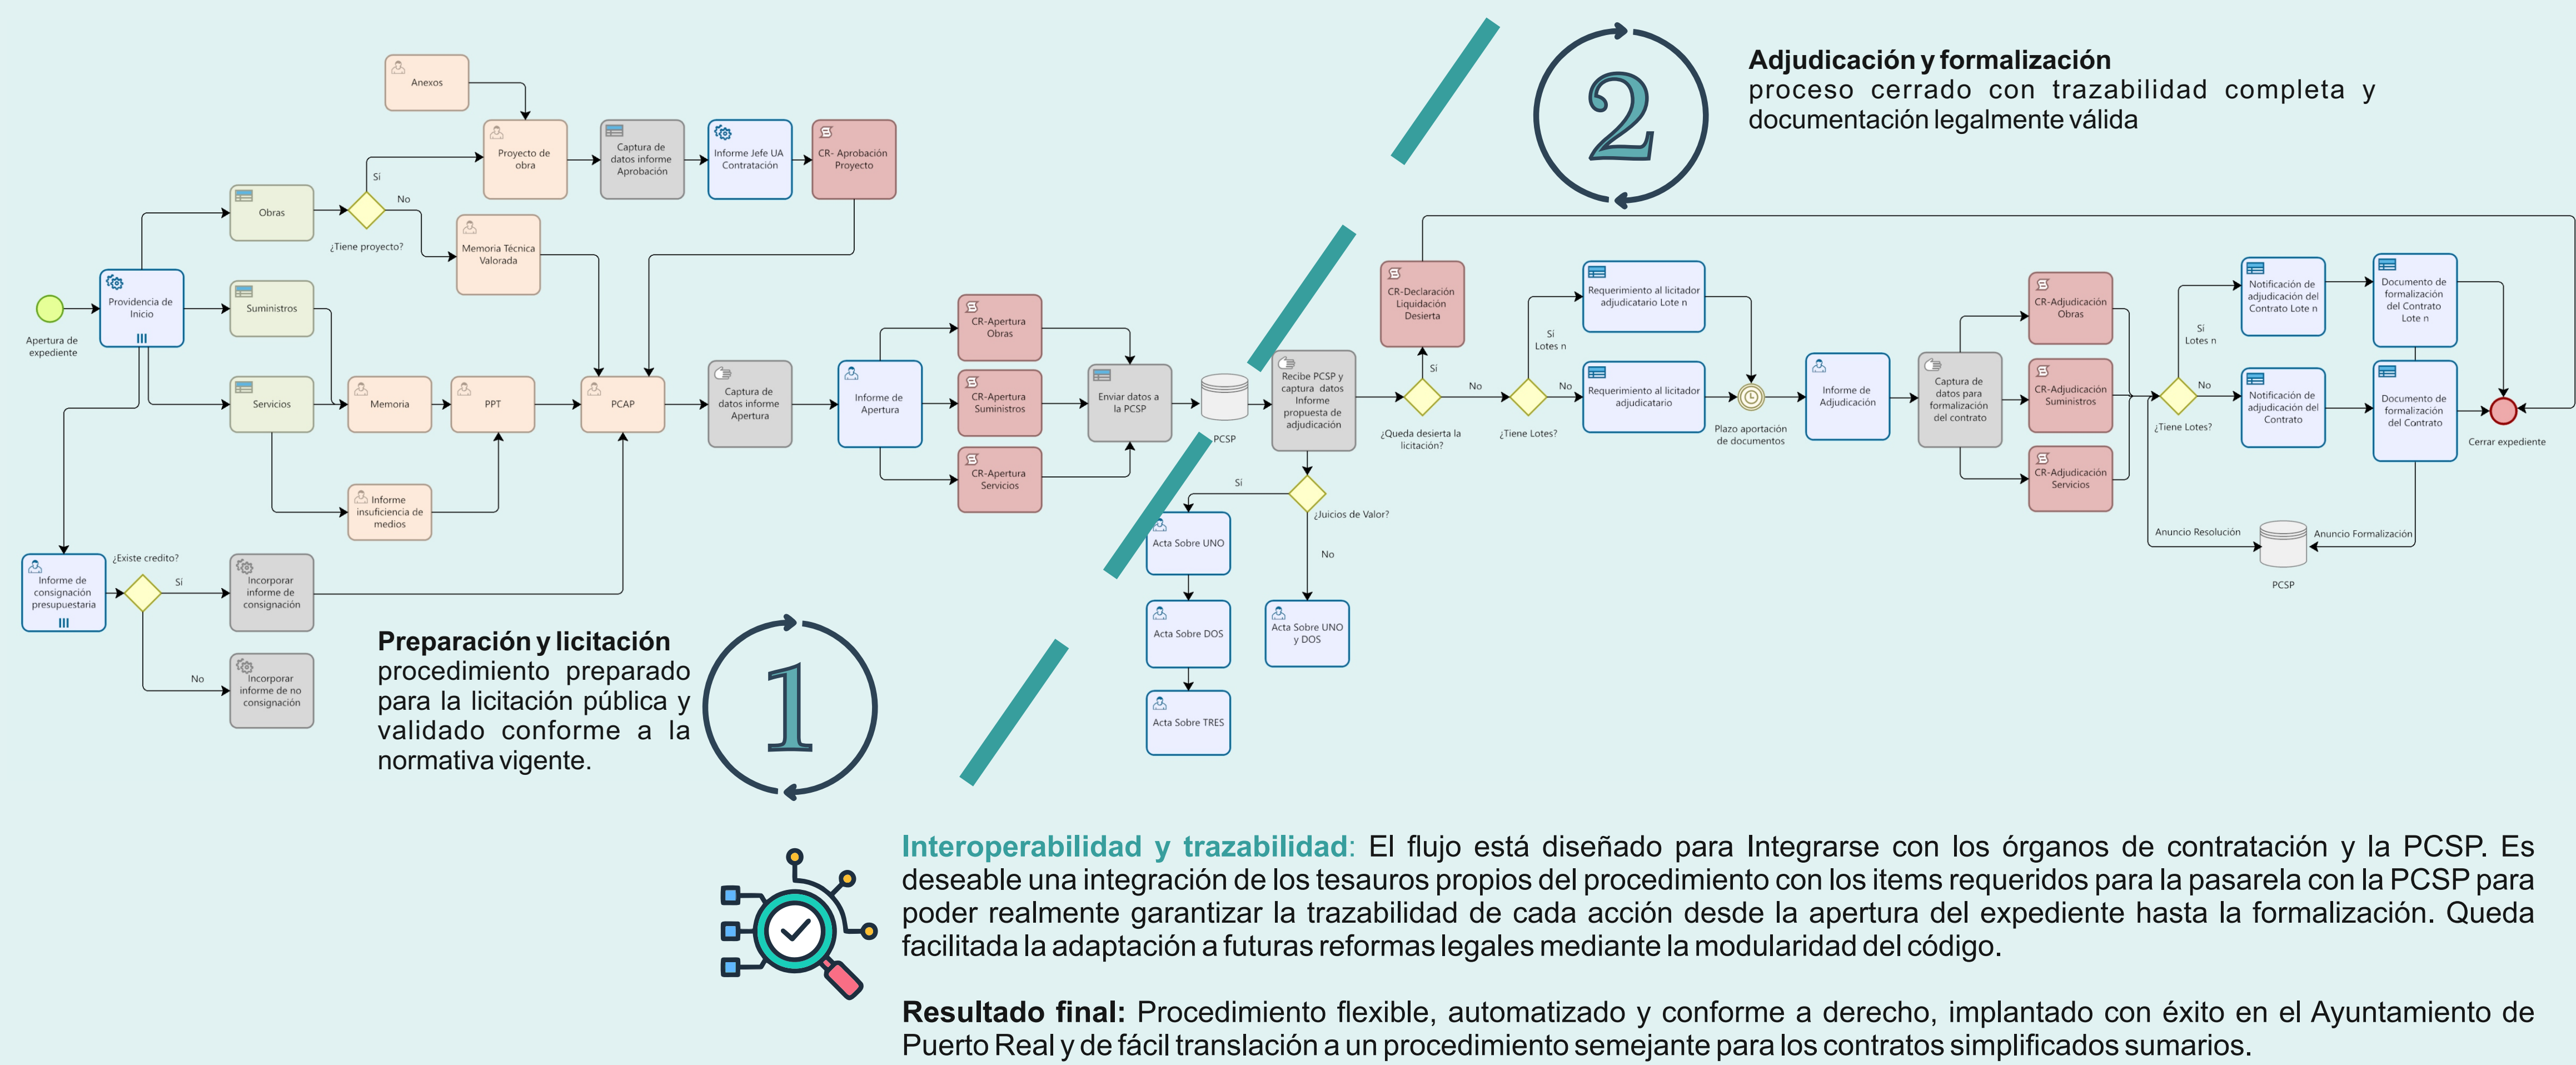 Anexos
Proyecto de
obra
Captura de
datos informe
Aprobación
Informe Jefe UA
Contratación
CR- Aprobación
Proyecto
Obras
Sí
No
¿Tiene proyecto?
Memoria Técnica
Valorada
Apertura de
expediente
Providencia de
Inicio
Suministros
Servicios
Memoria
PPT
PCAP
Informe
insuficiencia de
medios
Informe de
consignación
presupuestaria
¿Existe credito?
Sí
No
Incorporar
informe de
consignación
Incorporar
informe de no
consignación
Captura de
datos informe
Apertura
Informe de
Apertura
CR-Apertura
Obras
CR-Apertura
Suministros
CR-Apertura
Servicios
Enviar datos a
la PCSP
PCSP
Preparación y licitación
procedimiento preparado
para la licitación pública y
validado conforme a la
normativa vigente.
1
2
Adjudicación y formalización
proceso cerrado con trazabilidad completa y
documentación legalmente válida
Recibe PCSP y
captura datos
Informe
propuesta de
adjudicación
CR-Declaración
Liquidación
Desierta
Sí
No
¿Queda desierta la
licitación?
¿Juicios de Valor?
Sí
No
Acta Sobre UNO
Acta Sobre DOS
Acta Sobre TRES
Acta Sobre UNO
y DOS
¿Tiene Lotes?
Sí
Lotes n
No
Requerimiento al licitador
adjudicatario Lote n
Requerimiento al licitador
adjudicatario
Plazo aportación
de documentos
Informe de
Adjudicación
Captura de
datos para
formalización
del contrato
CR-Adjudicación
Obras
CR-Adjudicación
Suministros
CR-Adjudicación
Servicios
¿Tiene Lotes?
Sí
Lotes n
No
Notificación de
adjudicación del
Contrato Lote n
Documento de
formalización
del Contrato
Lote n
Notificación de
adjudicación del
Contrato
Documento de
formalización
del Contrato
Cerrar expediente
Anuncio Resolución
Anuncio Formalización
PCSP
Interoperabilidad y trazabilidad: El flujo está diseñado para Integrarse con los órganos de contratación y la PCSP. Es
deseable una integración de los tesauros propios del procedimiento con los items requeridos para la pasarela con la PCSP para
poder realmente garantizar la trazabilidad de cada acción desde la apertura del expediente hasta la formalización. Queda
facilitada la adaptación a futuras reformas legales mediante la modularidad del código.
Resultado final: Procedimiento flexible, automatizado y conforme a derecho, implantado con éxito en el Ayuntamiento de
Puerto Real y de fácil translación a un procedimiento semejante para los contratos simplificados sumarios.